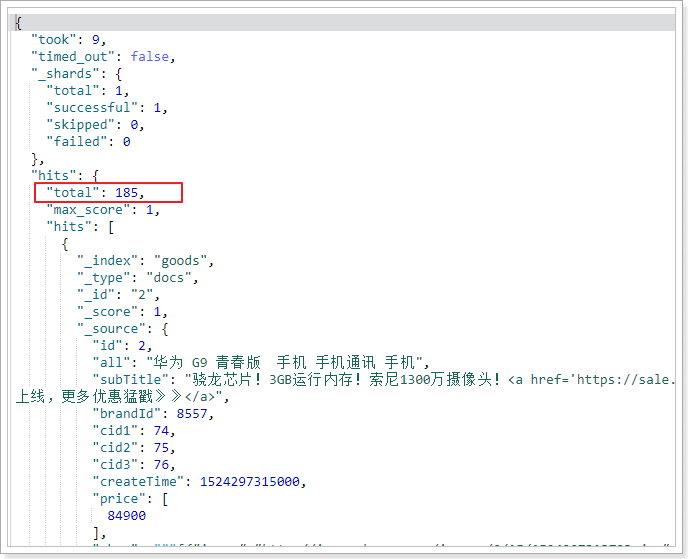 {
"took": 9,
"timed_out": false,
"_shards": {
"total": 1,
"successful": 1,
"skipped": 0,
"failed": 0
},
"hits": {
"total": 185,
"max_score": 1,
"hits": [
{
"_index": "goods",
"_type": "docs",
"_id": "2",
"_score": 1,
"_source": {
"id": 2,
"all": "华为 G9 青春版  手机 手机通讯 手机",
"subTitle": "骁龙芯片！3GB运行内存！索尼1300万摄像头！<a href='https://sale.
上线，更多优惠猛戳》》</a>",
"brandId": 8557,
"cid1": 74,
"cid2": 75,
"cid3": 76,
"createTime": 1524297315000,
"price": [
84900
],